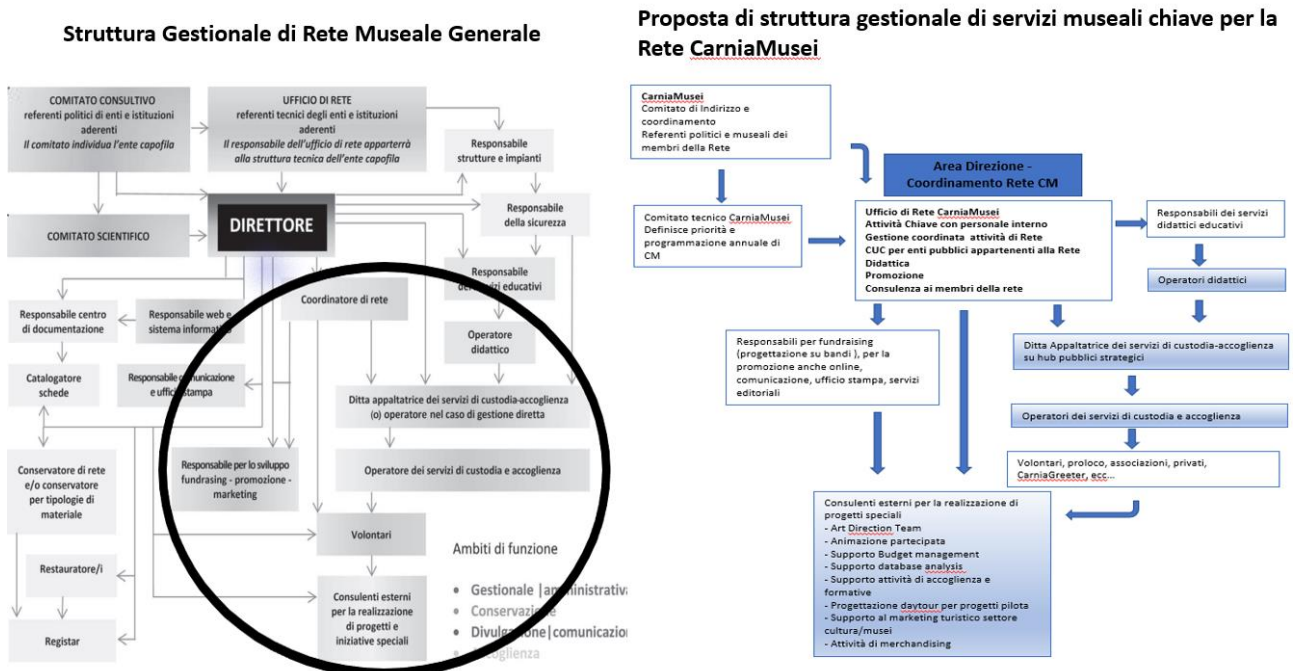 Struttura Gestionale di Rete Museale Generale
COMITATO CONSULTIVO
referenti politici di enti e istituzioni
aderenti
Il comitato individua l'ente capofila
UFFICIO DI RETE
referenti tecnici degli enti e istituzioni
aderenti
Il responsabile dell'ufficio di rete apparterrà
alla struttura tecnica dell'ente capofila
Responsabile
strutture e impianti
Responsabile
della sicurezza
COMITATO SCIENTIFICO
DIRETTORE
Responsabile
dei servizi educativi
Coordinatore di rete
Responsabile centro
di documentazione
Responsabile web e
sistema informativo
Operatore
didattico
Catalogatore
schede
Responsabile comunicazione
e ufficio stampa
Ditta appaltatrice dei servizi di custodia-accoglienza
(o) operatore nel caso di gestione diretta
Conservatore di rete
e/o conservatore
per tipologie di
materiale
Responsabile per lo sviluppo
fundrasing - promozione -
marketing
Operatore dei servizi di custodia e accoglienza
Volontari
Restauratore/i
Consulenti esterni
per la realizzazione
di progetti e
iniziative speciali
Registar
Ambiti di funzione
• Gestionale |amministrativa
• Conservazione
• Divulgazione|comunicazion
• Accoglienza
Proposta di struttura gestionale di servizi museali chiave per la
Rete CarniaMusei
CarniaMusei
Comitato di Indirizzo e
coordinamento
Referenti politici e museali dei
membri della Rete
Area Direzione -
Coordinamento Rete CM
Comitato tecnico CarniaMusei
Definisce priorità e
programmazione annuale di
CM
Ufficio di Rete CarniaMusei
Attività Chiave con personale interno
Gestione coordinata attività di Rete
CUC per enti pubblici appartenenti alla Rete
Didattica
Promozione
Consulenza ai membri della rete
Responsabili dei servizi
didattici educativi
Operatori didattici
Responsabili per fundraising
(progettazione su bandi ), per la
promozione anche online,
comunicazione, ufficio stampa, servizi
editoriali
Ditta Appaltatrice dei servizi di custodia-accoglienza
su hub pubblici strategici
Operatori dei servizi di custodia e accoglienza
Volontari, proloco, associazioni, privati,
CarniaGreeter, ecc...
Consulenti esterni per la realizzazione di
progetti speciali
- Art Direction Team
- Animazione partecipata
- Supporto Budget management
- Supporto database analysis
- Supporto attività di accoglienza e
formative
- Progettazione daytour per progetti pilota
- Supporto al marketing turistico settore
cultura/musei
- Attività di merchandising